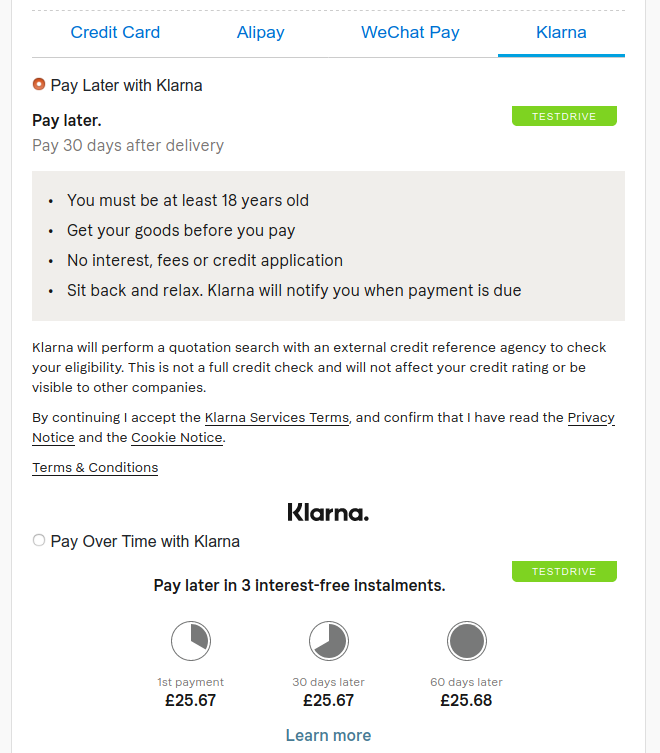 Credit Card Alipay WeChat Pay Klarna
Pay Later with Klarna
Pay later.
TESTDRIVE
Pay 30 days after delivery
• You must be at least 18 years old
• Get your goods before you pay
• No interest, fees or credit application
• Sit back and relax. Klarna will notify you when payment is due
Klarna will perform a quotation search with an external credit reference agency to check
your eligibility. This is not a full credit check and will not affect your credit rating or be
visible to other companies.
By continuing I accept the Klarna Services Terms, and confirm that I have read the Privacy
Notice and the Cookie Notice.
Terms & Conditions
Klarna.
Pay Over Time with Klarna
TESTDRIVE
Pay later in 3 interest-free instalments.
1st payment 30 days later 60 days later
£25.67 £25.67 £25.68
Learn more